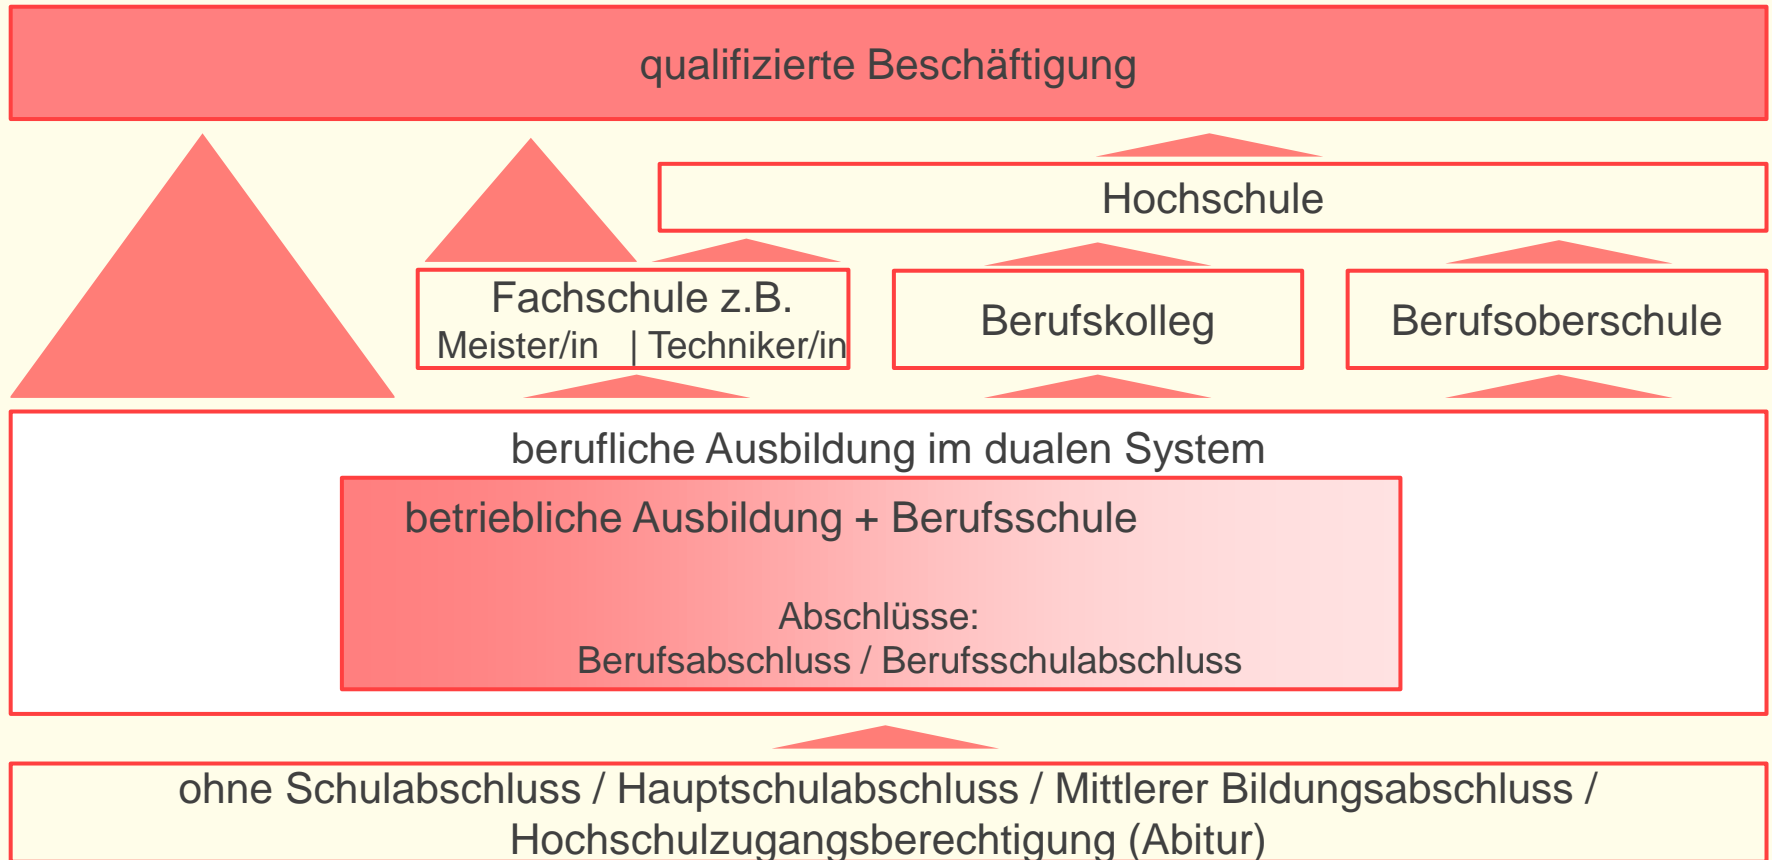 qualifizierte Beschäftigung
Hochschule
Fachschule z.B.
Meister/in | Techniker/in
Berufskolleg
Berufsoberschule
berufliche Ausbildung im dualen System
betriebliche Ausbildung + Berufsschule
Abschlüsse:
Berufsabschluss / Berufsschulabschluss
ohne Schulabschluss / Hauptschulabschluss / Mittlerer Bildungsabschluss /
Hochschulzugangsberechtigung (Abitur)